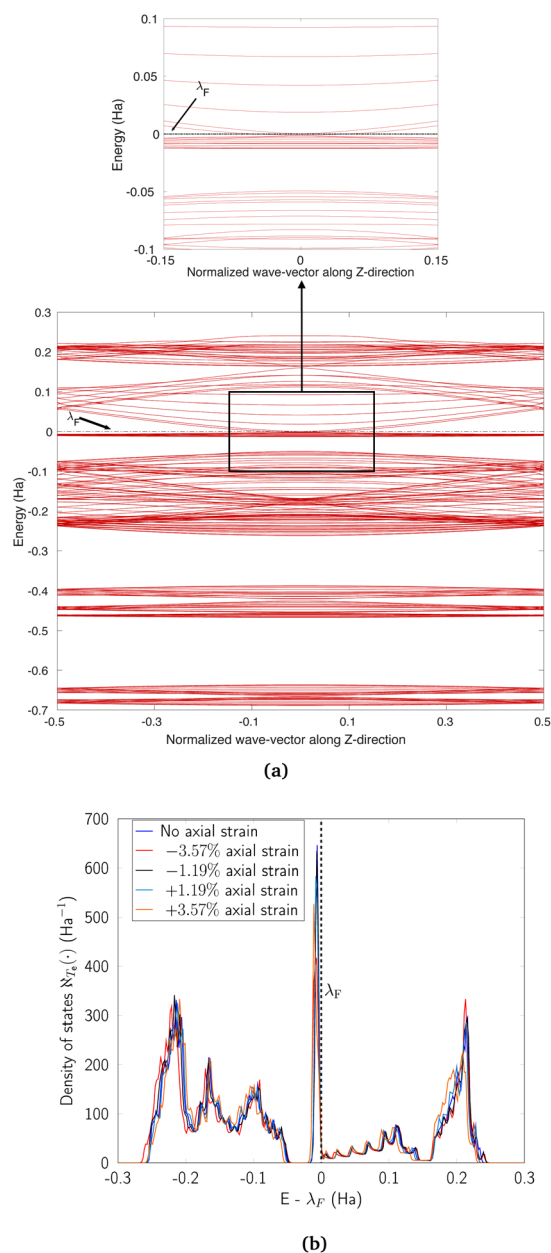 0.1
0.05
λF
0
-0.05
-0.1
Energy (Ha)
-0.15
0
0.15
Normalized wave-vector along Z-direction
0.3
0.2
0.1
λF
0
-0.1
-0.2
-0.3
-0.4
-0.5
-0.6
-0.7
Energy (Ha)
-0.5
-0.3
-0.1
0.1
0.3
0.5
Normalized wave-vector along Z-direction
(a)
700
600
500
400
300
200
100
0
Density of states ℵTe(·) (Ha−1)
No axial strain
−3.57% axial strain
−1.19% axial strain
+1.19% axial strain
+3.57% axial strain
λF
-0.3
-0.2
-0.1
0
0.1
0.2
0.3
E - λF (Ha)
(b)